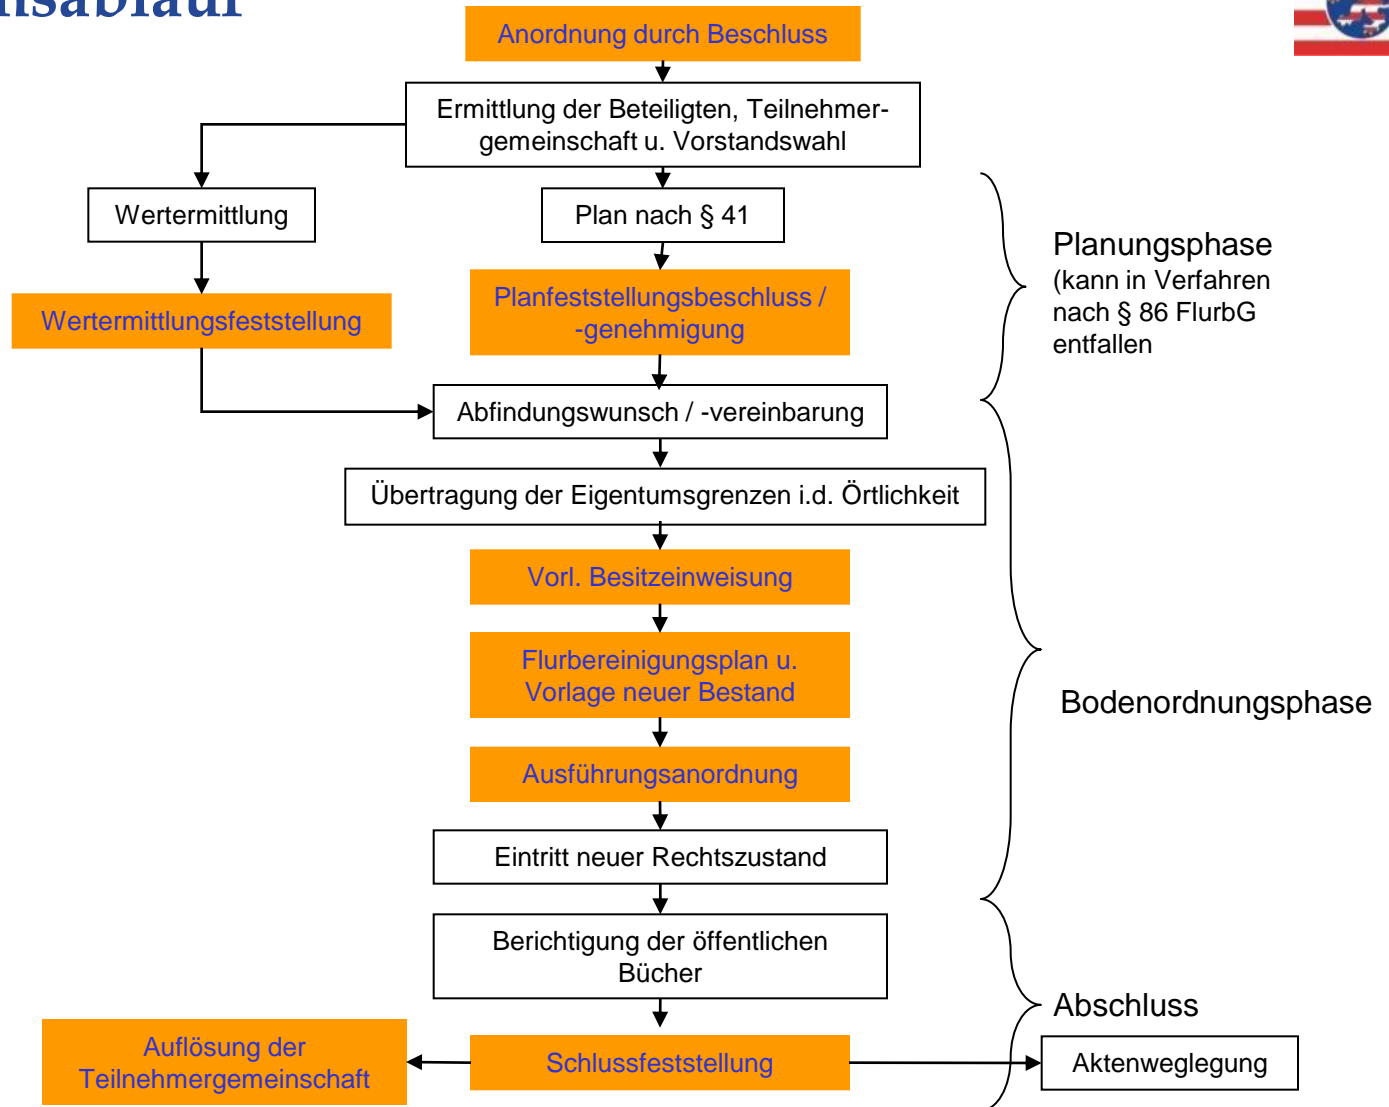 Anordnung durch Beschluss
Ermittlung der Beteiligten, Teilnehmer-
gemeinschaft u. Vorstandswahl
Wertermittlung
Plan nach § 41
Planungsphase
(kann in Verfahren
nach § 86 FlurbG
entfallen
Wertermittlungsfeststellung
Planfeststellungsbeschluss /
-genehmigung
Abfindungswunsch / -vereinbarung
Übertragung der Eigentumsgrenzen i.d. Örtlichkeit
Vorl. Besitzeinweisung
Flurbereinigungsplan u.
Vorlage neuer Bestand
Bodenordnungsphase
Ausführungsanordnung
Eintritt neuer Rechtszustand
Berichtigung der öffentlichen
Bücher
Abschluss
Auflösung der
Teilnehmergemeinschaft
Schlussfeststellung
Aktenweglegung